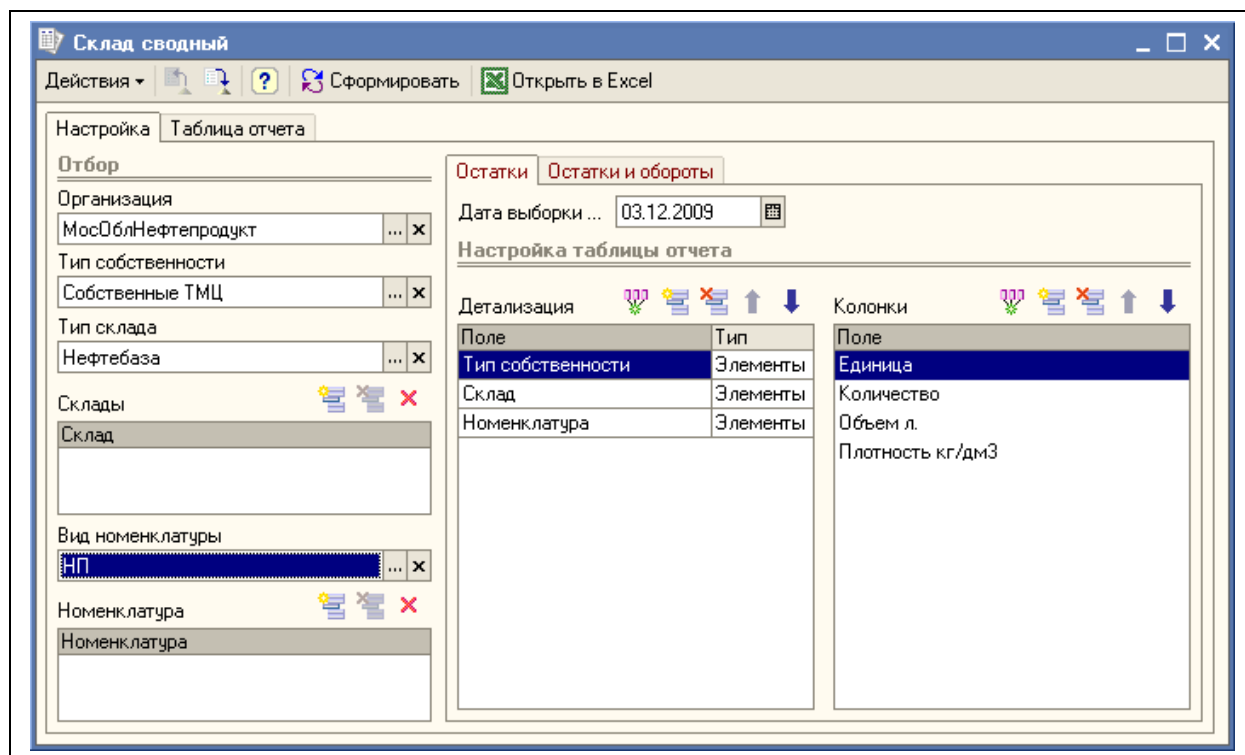 Склад сводный
Действия ? Сформировать Открыть в Excel
Настройка Таблица отчета
Отбор
Организация
МосОблНефтепродукт ...
Тип собственности
Собственные ТМЦ ...
Тип склада
Нефтебаза ...
Склады
Склад
Вид номенклатуры
НП ...
Номенклатура
Номенклатура
Остатки Остатки и обороты
Дата выборки ... 03.12.2009
Настройка таблицы отчета
Детализация
Поле Тип
Тип собственности Элементы
Склад Элементы
Номенклатура Элементы
Колонки
Поле
Единица
Количество
Объем л.
Плотность кг/дм3